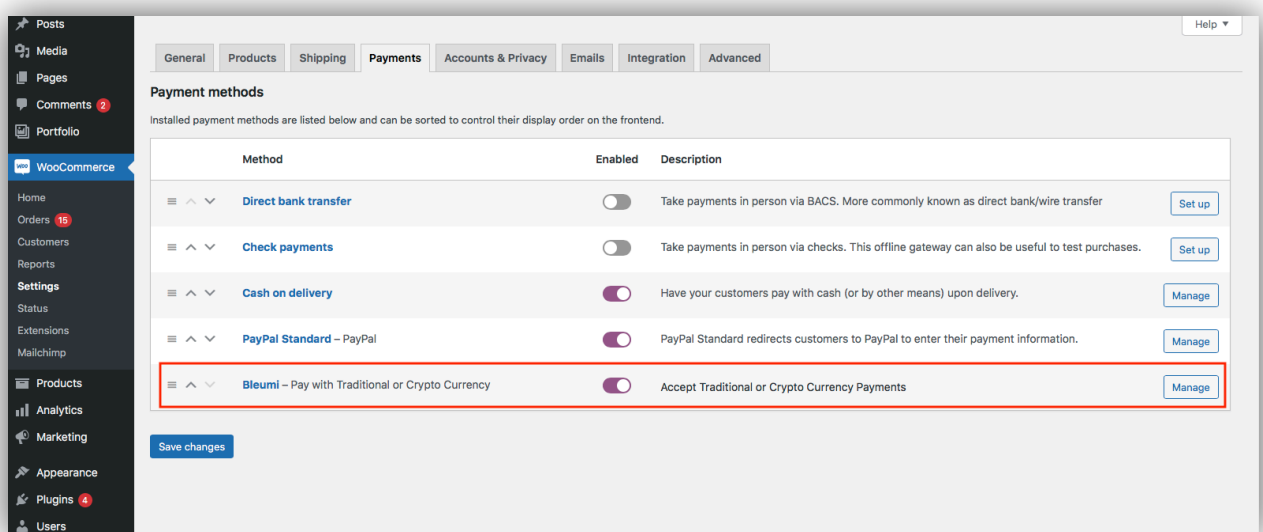 Posts
Media
Pages
Comments 2
Portfolio
woo WooCommerce
Home
Orders 15
Customers
Reports
Settings
Status
Extensions
Mailchimp
Products
Analytics
Marketing
Appearance
Plugins 4
Users
Help ▼
General Products Shipping Payments Accounts & Privacy Emails Integration Advanced
Payment methods
Installed payment methods are listed below and can be sorted to control their display order on the frontend.
Method Enabled Description
Direct bank transfer Take payments in person via BACS. More commonly known as direct bank/wire transfer Set up
Check payments Take payments in person via checks. This offline gateway can also be useful to test purchases. Set up
Cash on delivery Have your customers pay with cash (or by other means) upon delivery. Manage
PayPal Standard – PayPal PayPal Standard redirects customers to PayPal to enter their payment information. Manage
Bleumi – Pay with Traditional or Crypto Currency Accept Traditional or Crypto Currency Payments Manage
Save changes